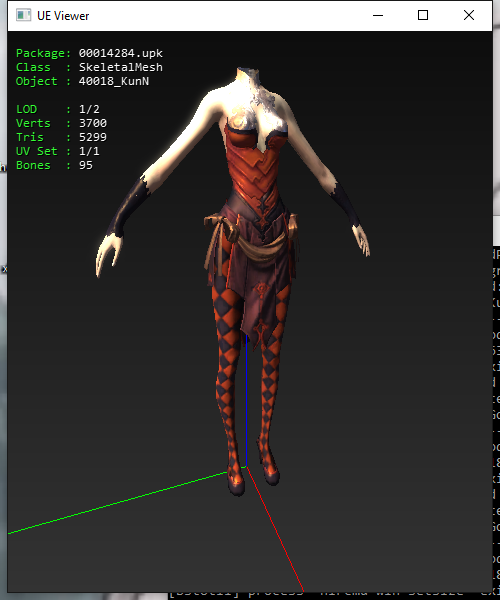 UE Viewer
Package: 00014284.upk
Class : SkeletalMesh
Object : 40018_KunN
LOD : 1/2
Verts : 3700
Tris : 5299
UV Set : 1/1
Bones : 95